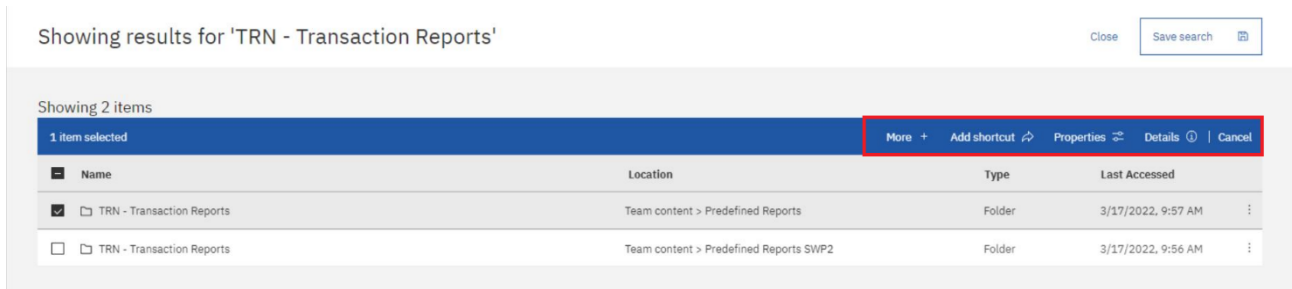 Showing results for 'TRN - Transaction Reports'
Close
Save search
Showing 2 items
1 item selected
More + Add shortcut Properties Details | Cancel
Name Location Type Last Accessed
TRN - Transaction Reports Team content > Predefined Reports Folder 3/17/2022, 9:57 AM
TRN - Transaction Reports Team content > Predefined Reports SWP2 Folder 3/17/2022, 9:56 AM